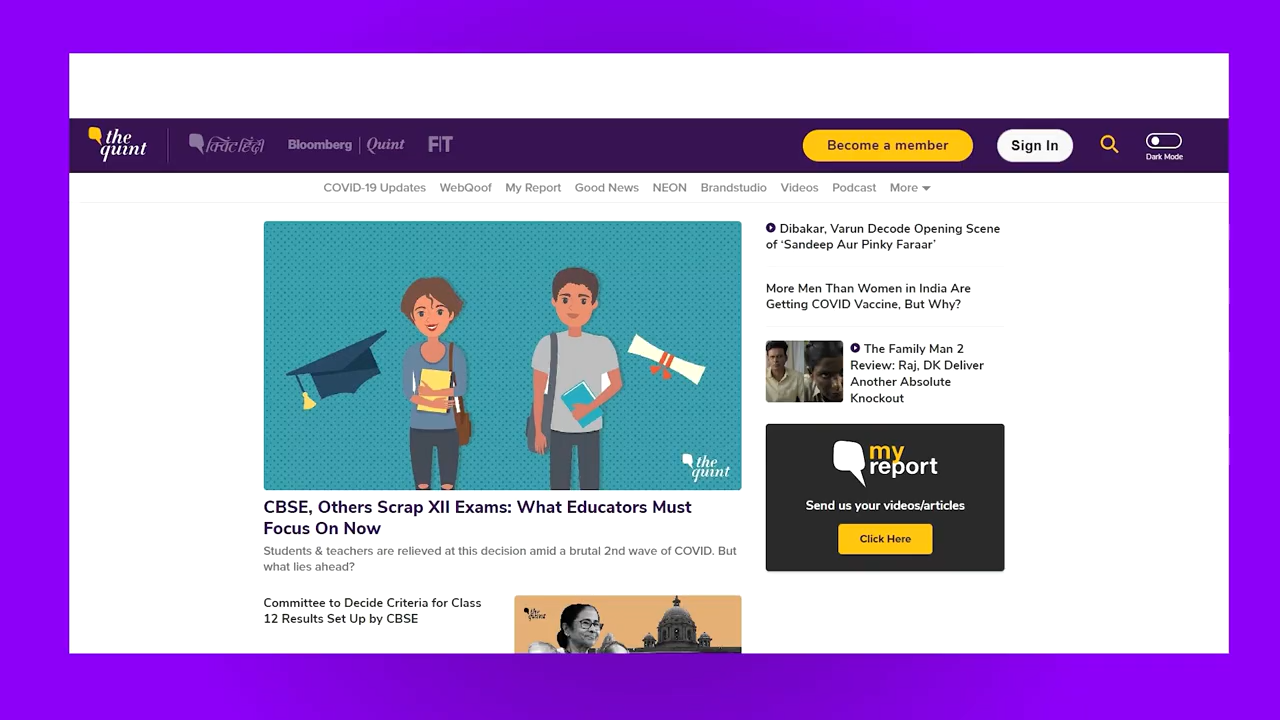 the
quint
क्विंट हिंदी
Bloomberg | Quint
FIT
Become a member
Sign In
Dark Mode
COVID-19 Updates
WebQoof
My Report
Good News
NEON
Brandstudio
Videos
Podcast
More
the
quint
CBSE, Others Scrap XII Exams: What Educators Must
Focus On Now
Students & teachers are relieved at this decision amid a brutal 2nd wave of COVID. But
what lies ahead?
Committee to Decide Criteria for Class
12 Results Set Up by CBSE
the
quint
Dibakar, Varun Decode Opening Scene
of ‘Sandeep Aur Pinky Faraar’
More Men Than Women in India Are
Getting COVID Vaccine, But Why?
The Family Man 2
Review: Raj, DK Deliver
Another Absolute
Knockout
my
report
Send us your videos/articles
Click Here